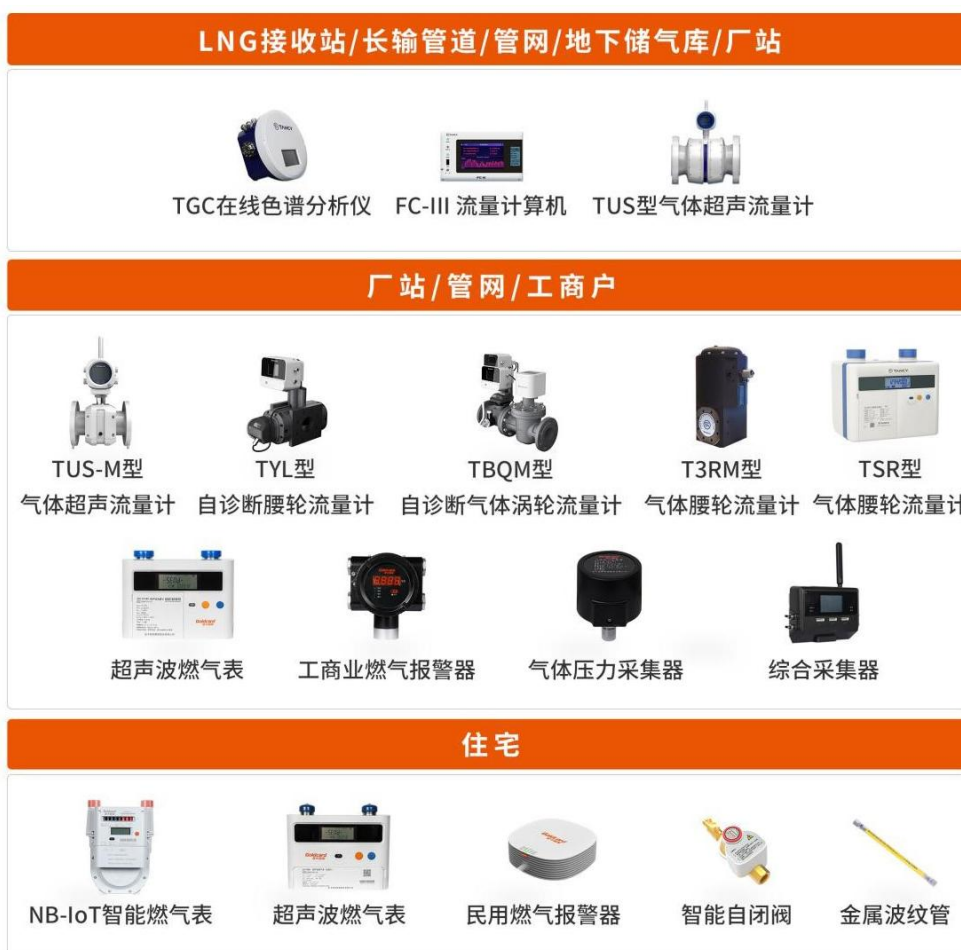 LNG接收站/长输管道/管网/地下储气库/厂站
TANCY
TGC在线色谱分析仪 FC-III 流量计算机 TUS型气体超声流量计
厂站/管网/工商户
TUS-M型 TYL型 TBQM型 T3RM型 TSR型
气体超声流量计 自诊断腰轮流量计 自诊断气体涡轮流量计 气体腰轮流量计 气体腰轮流量计
Goldcard
超声波燃气表 工商业燃气报警器 气体压力采集器 综合采集器
住宅
Goldcard Goldcard
NB-IoT智能燃气表 超声波燃气表 民用燃气报警器 智能自闭阀 金属波纹管